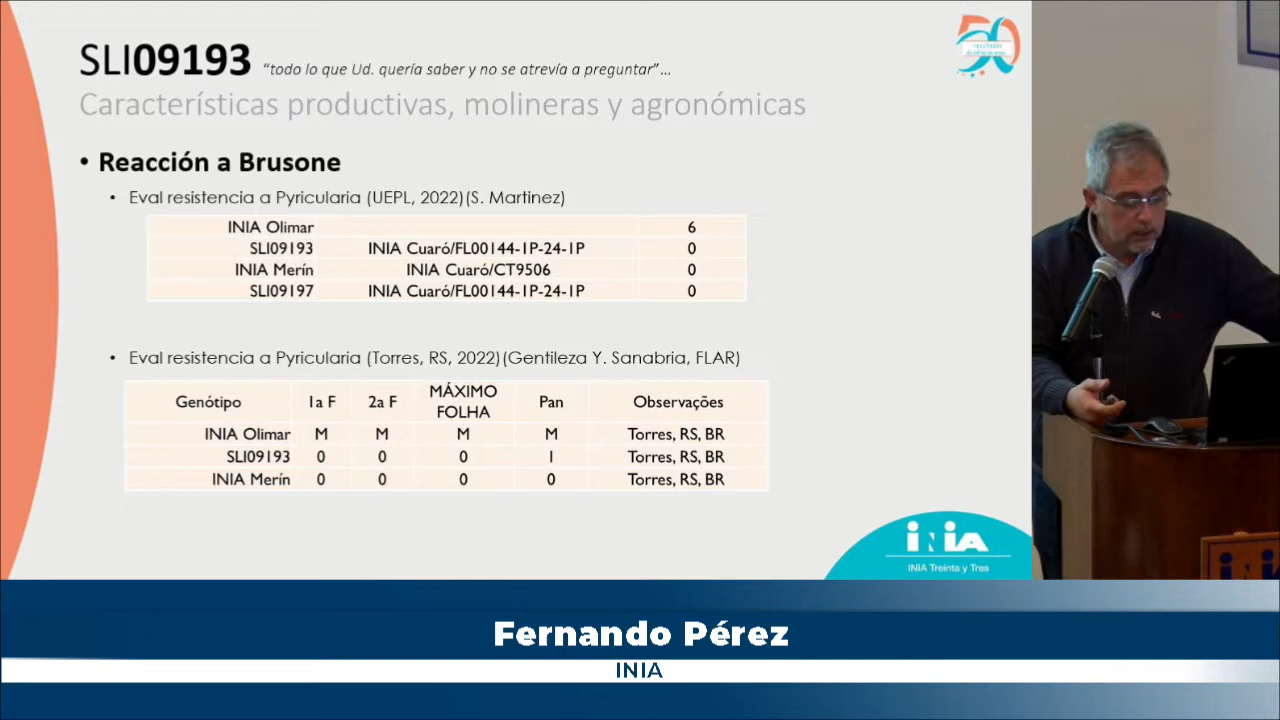 SLI09193 "todo lo que Ud. quería saber y no se atrevía a preguntar"...
Características productivas, molineras y agronómicas
• Reacción a Brusone
• Eval resistencia a Pyricularia (UEPL, 2022)(S. Martinez)
INIA Olimar 6
SLI09193 INIA Cuaró/FL00144-1P-24-1P 0
INIA Merín INIA Cuaró/CT9506 0
SLI09197 INIA Cuaró/FL00144-1P-24-1P 0
• Eval resistencia a Pyricularia (Torres, RS, 2022)(Gentileza Y. Sanabria, FLAR)
Genótipo 1a F 2a F MÁXIMO FOLHA Pan Observações
INIA Olimar M M M M Torres, RS, BR
SLI09193 0 0 0 1 Torres, RS, BR
INIA Merín 0 0 0 0 Torres, RS, BR
50
INIA
INIA Treinta y Tres
Fernando Pérez
INIA